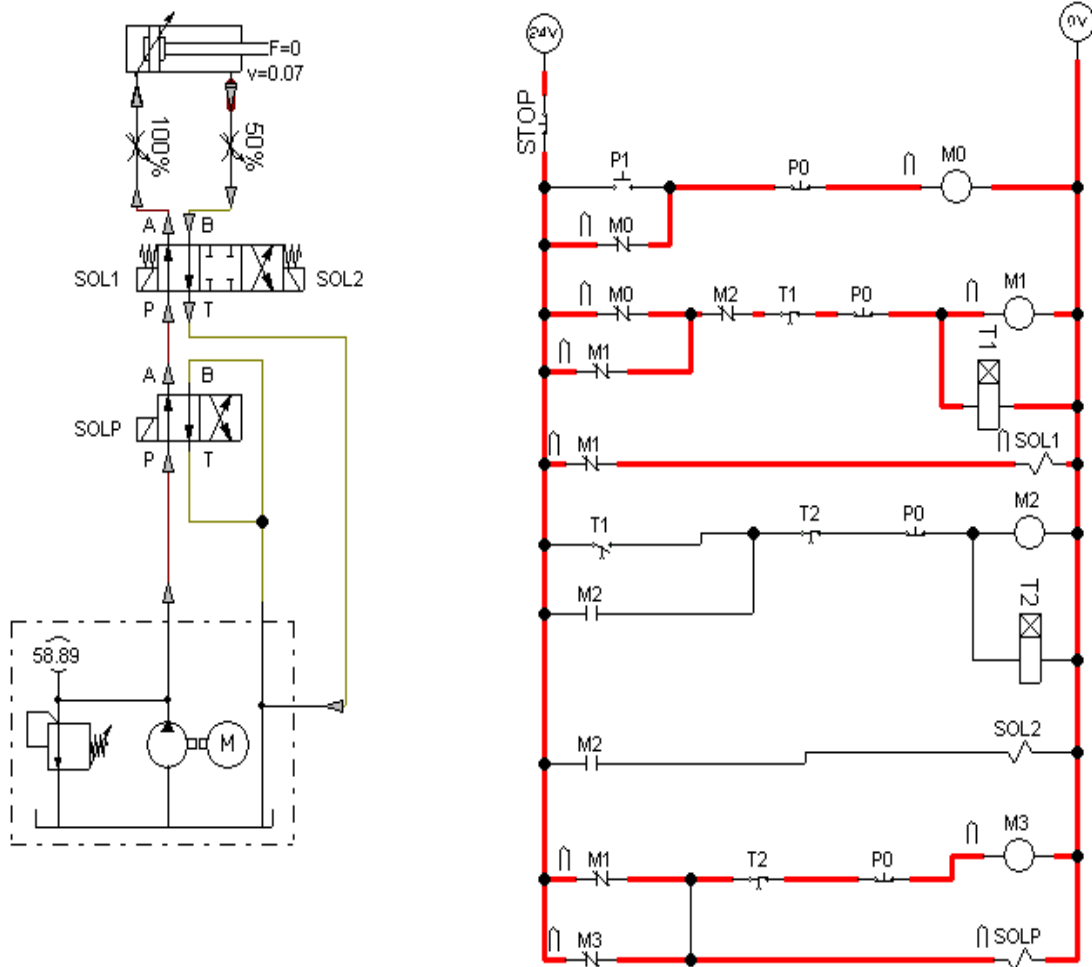 F=0
v=0.07
100%
50%
A B
SOL1 SOL2
P T
A B
SOLP
P T
58.89
M
24V 0V
STOP
P1 P0 M0
M0
M0 M2 T1 P0 M1
M1 T1
M1 SOL1
T1 T2 P0 M2
M2 T2
M2 SOL2
M1 T2 P0 M3
M3 SOLP